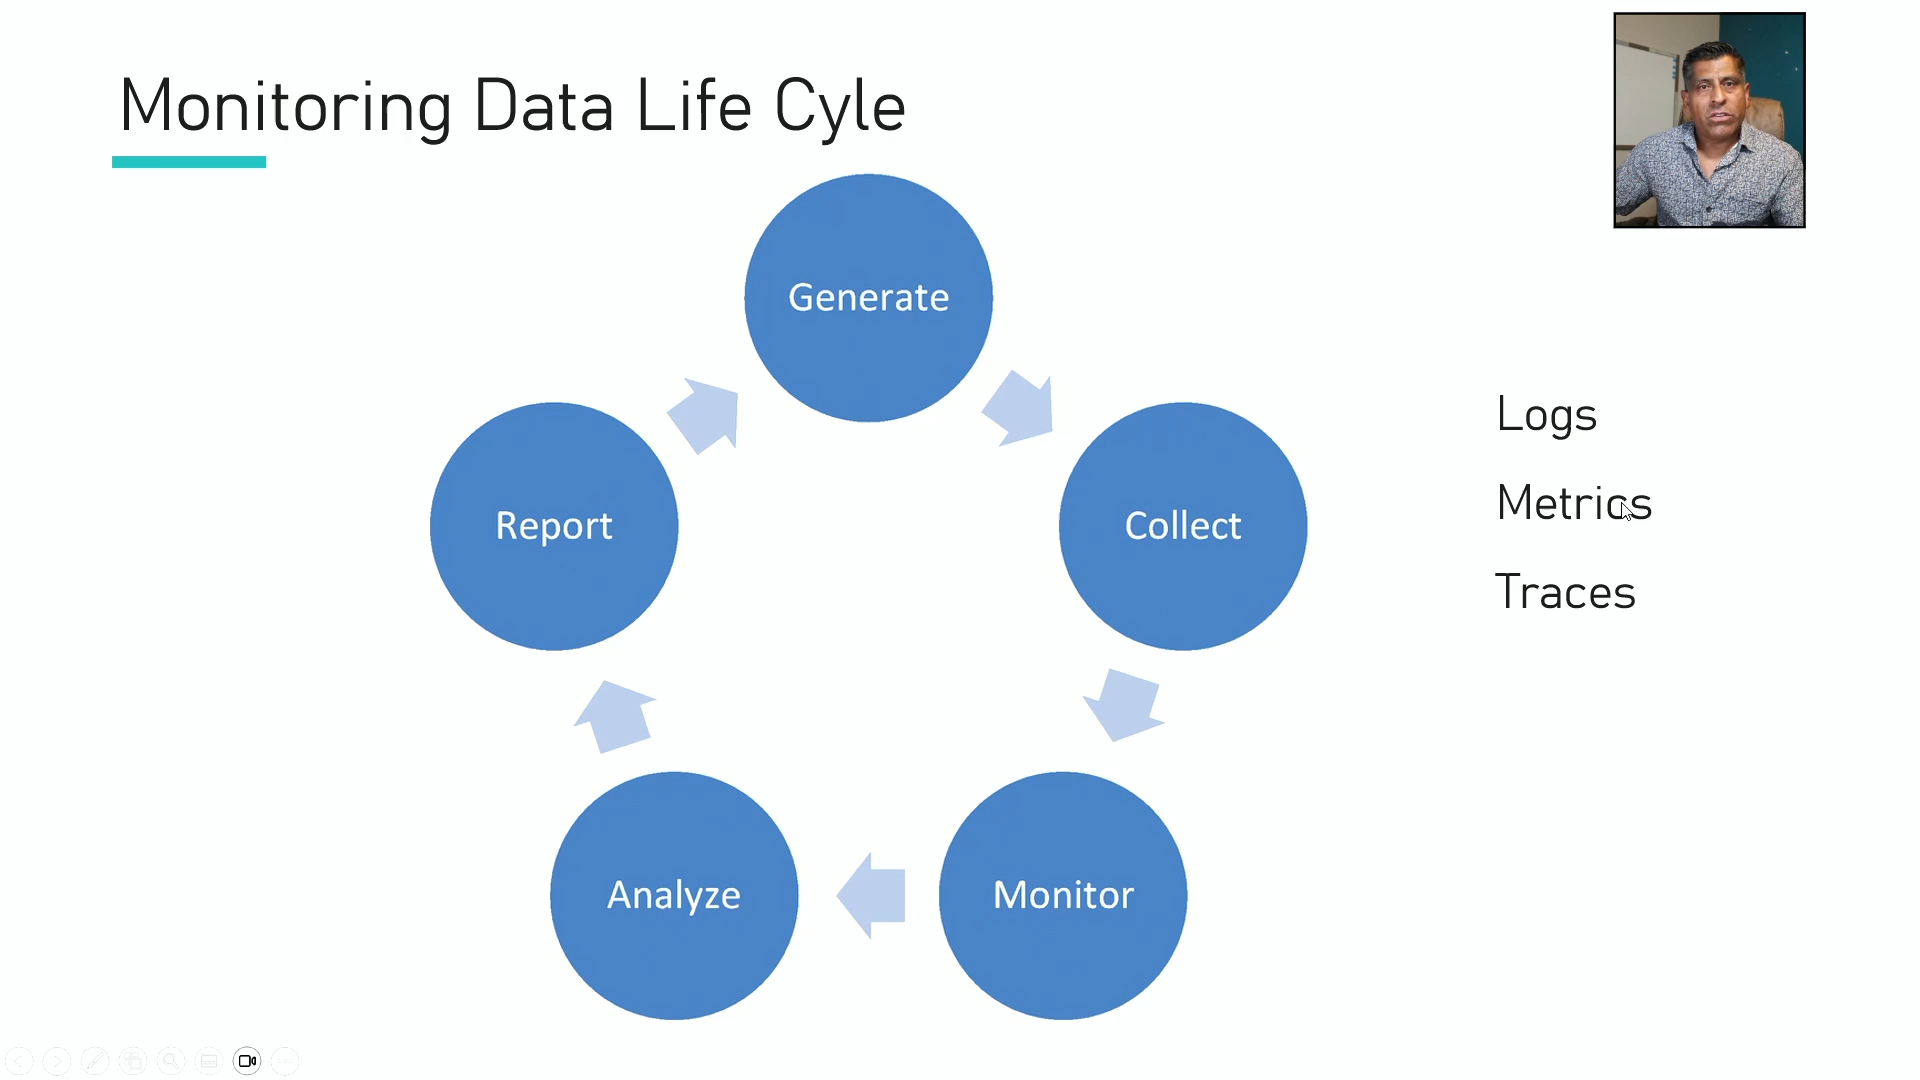 Monitoring Data Life Cyle
Generate
Report
Collect
Logs
Metrics
Traces
Analyze
Monitor